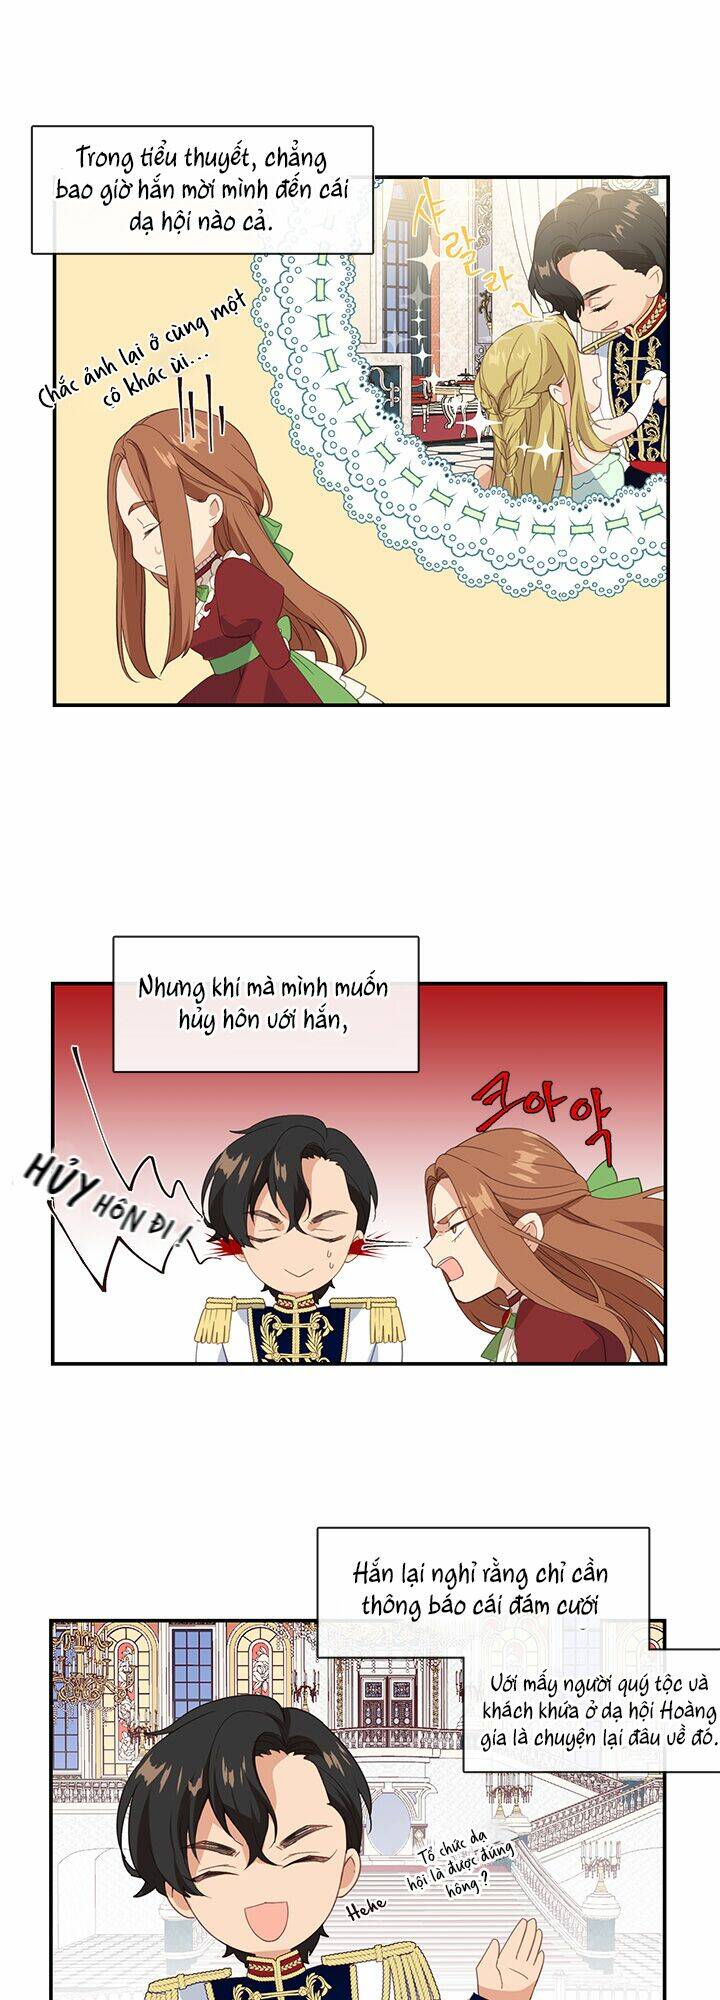 Trong tiểu thuyết, chẳng
bao giờ hắn mời mình đến cái
dạ hội nào cả.
샤랄라~
Chắc ảnh lại ở cùng một
cô khác ùi...
Nhưng khi mà mình muốn
hủy hôn với hắn,
크아악
HỦY HÔN ĐI!
Hắn lại nghỉ rằng chỉ cần
thông báo cái đám cưới
Với mấy người quý tộc và
khách khứa ở dạ hội Hoàng
gia là chuyện lại đâu về đó.
Tổ chức dạ
hội là được đúng
hông?
Hehe